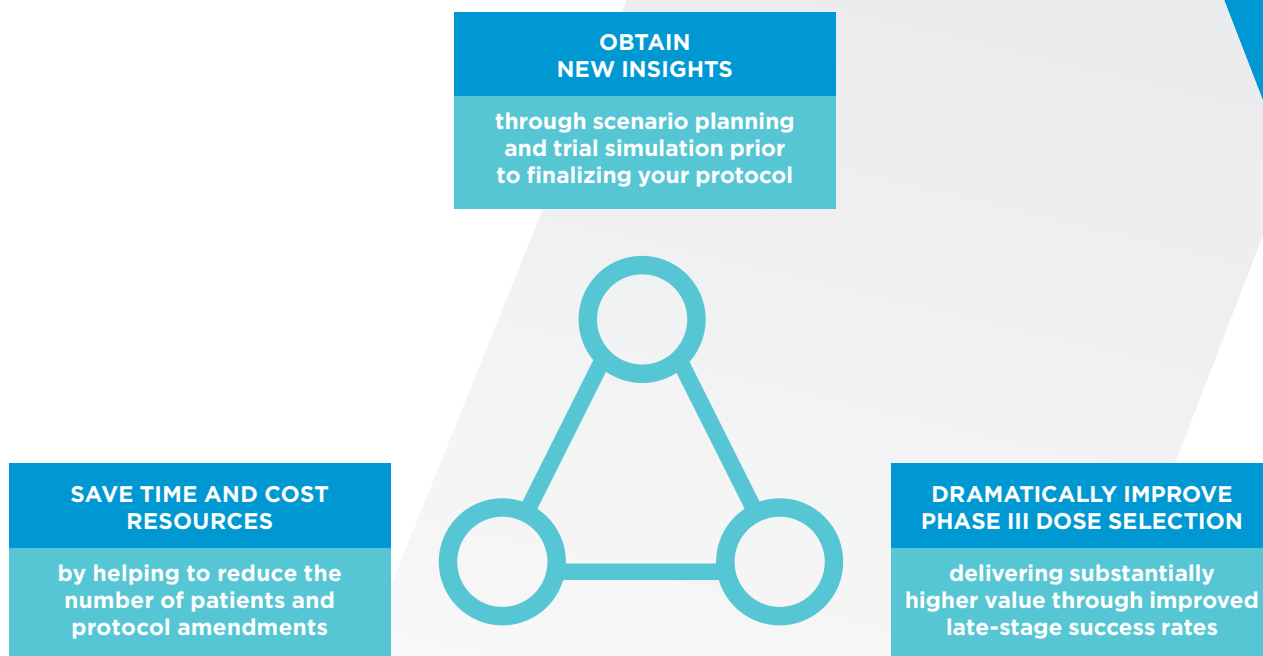 OBTAIN
NEW INSIGHTS
through scenario planning
and trial simulation prior
to finalizing your protocol
SAVE TIME AND COST
RESOURCES
by helping to reduce the
number of patients and
protocol amendments
DRAMATICALLY IMPROVE
PHASE III DOSE SELECTION
delivering substantially
higher value through improved
late-stage success rates